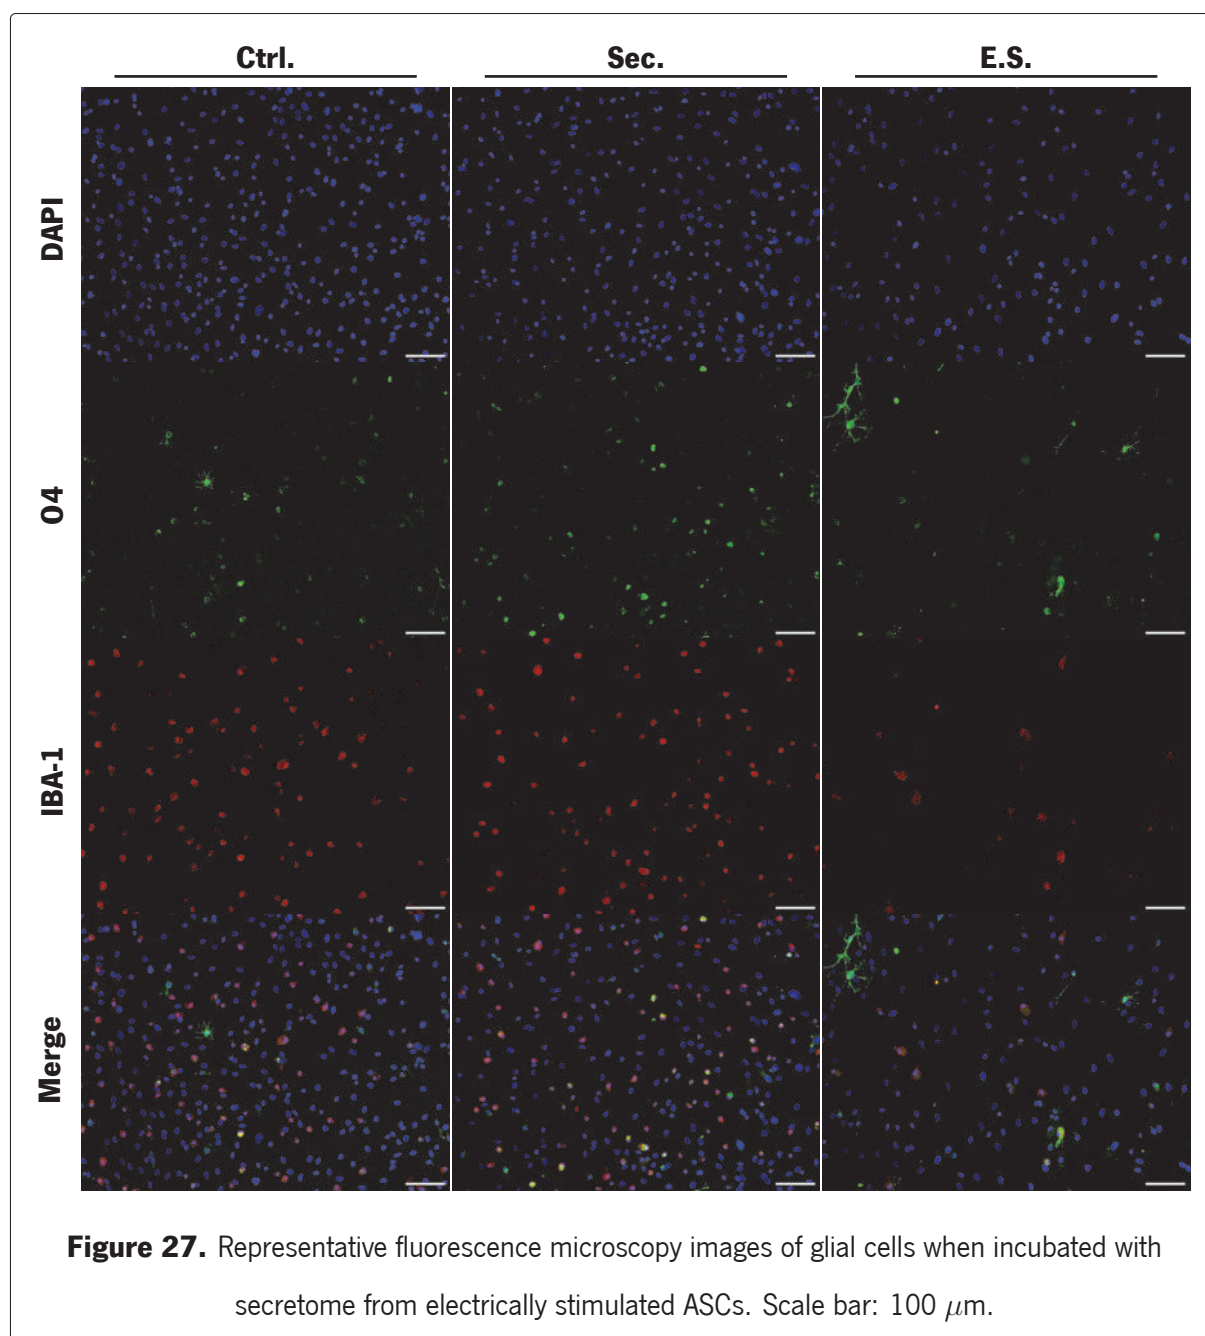 Ctrl. Sec. E.S.
DAPI
O4
IBA-1
Merge
Figure 27. Representative fluorescence microscopy images of glial cells when incubated with
secretome from electrically stimulated ASCs. Scale bar: 100 μm.